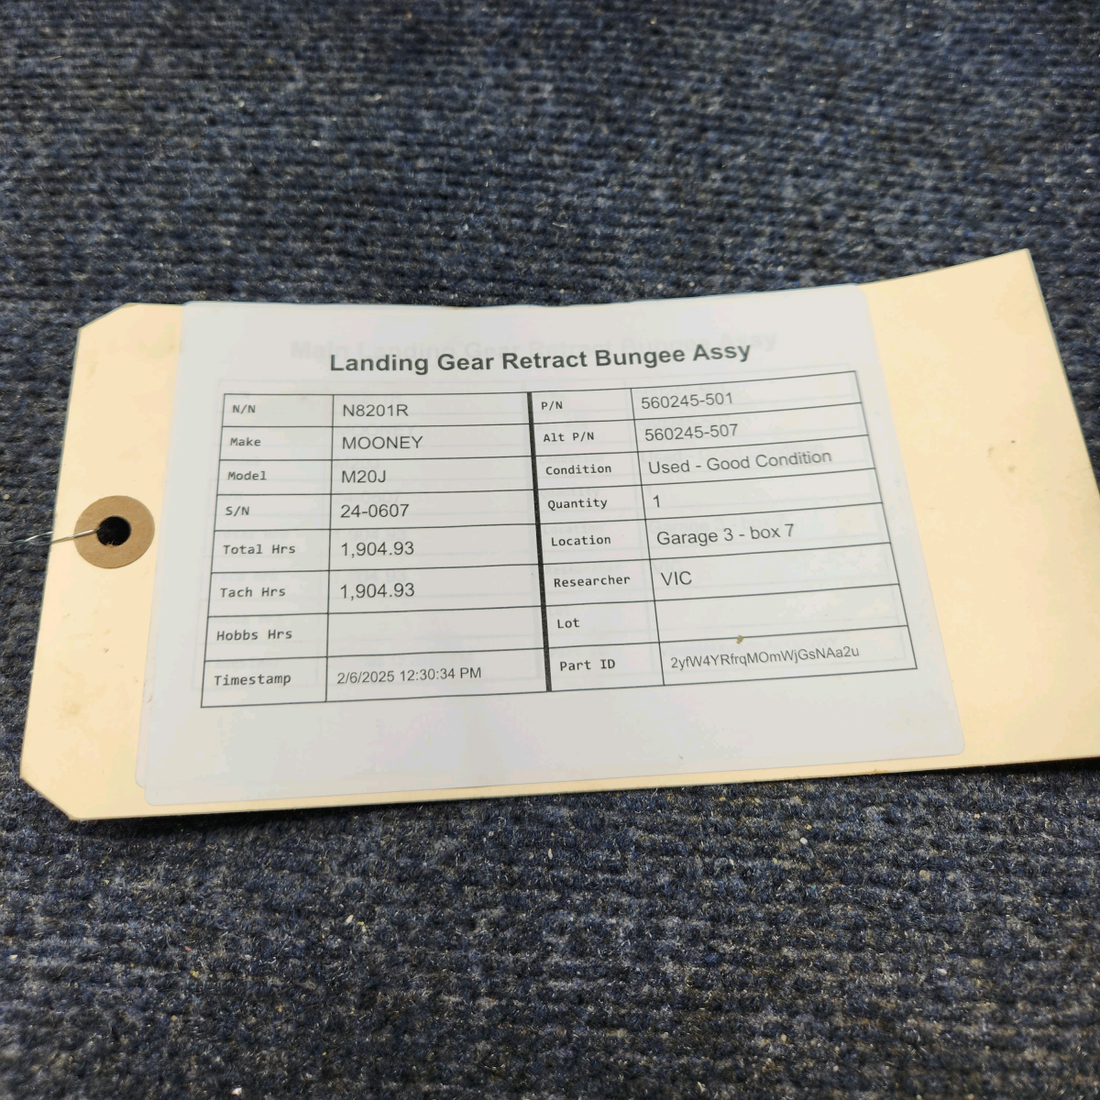 Landing Gear Retract Bungee Assy
N/N N8201R P/N 560245-501
Make MOONEY Alt P/N 560245-507
Model M20J Condition Used - Good Condition
S/N 24-0607 Quantity 1
Total Hrs 1,904.93 Location Garage 3 - box 7
Tach Hrs 1,904.93 Researcher VIC
Hobbs Hrs Lot
Timestamp 2/6/2025 12:30:34 PM Part ID 2yfW4YRfrqMOmWjGsNAa2u